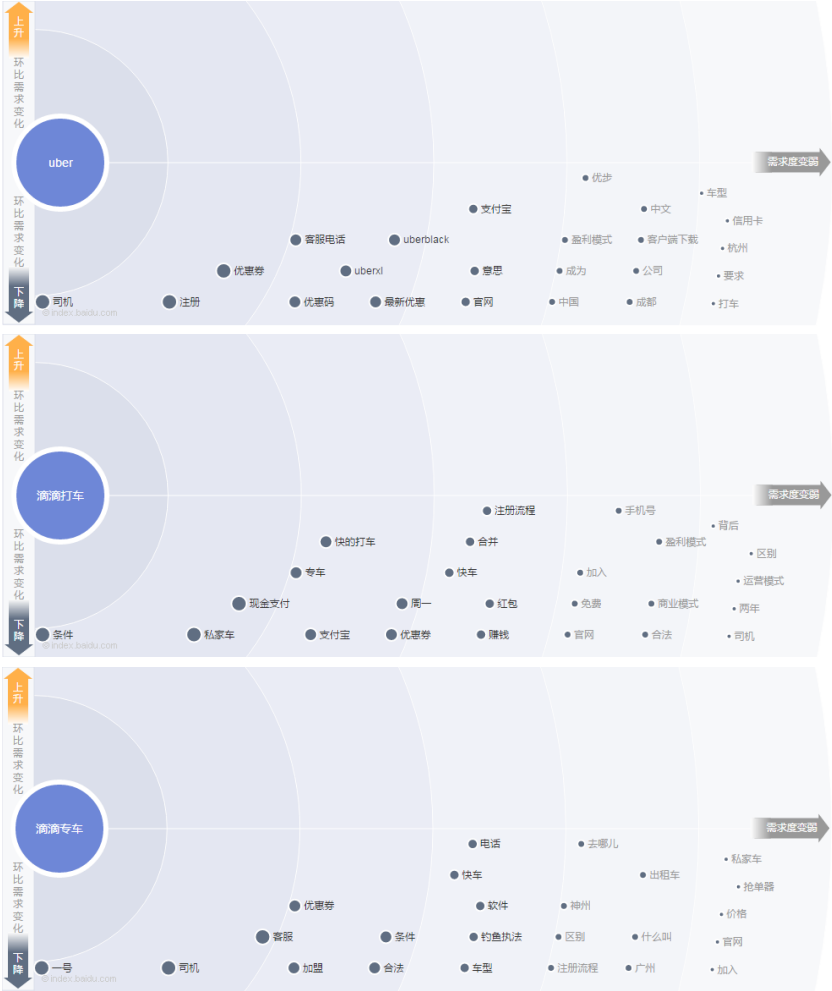 上升
环比需求变化
uber
需求度变弱
优步
车型
支付宝
中文
信用卡
客服电话
uberblack
盈利模式
客户端下载
杭州
环比需求变化
优惠券
uberxl
意思
成为
公司
要求
下降
司机
注册
优惠码
最新优惠
官网
中国
成都
打车
© index.baidu.com
上升
环比需求变化
滴滴打车
需求度变弱
注册流程
手机号
背后
快的打车
合并
盈利模式
区别
环比需求变化
专车
快车
加入
运营模式
现金支付
周一
红包
免费
商业模式
两年
下降
条件
私家车
支付宝
优惠券
赚钱
官网
合法
司机
© index.baidu.com
上升
环比需求变化
滴滴专车
需求度变弱
电话
去哪儿
私家车
快车
出租车
抢单器
环比需求变化
优惠券
软件
神州
价格
客服
条件
钓鱼执法
区别
什么叫
官网
下降
一号
司机
加盟
合法
车型
注册流程
广州
加入
© index.baidu.com